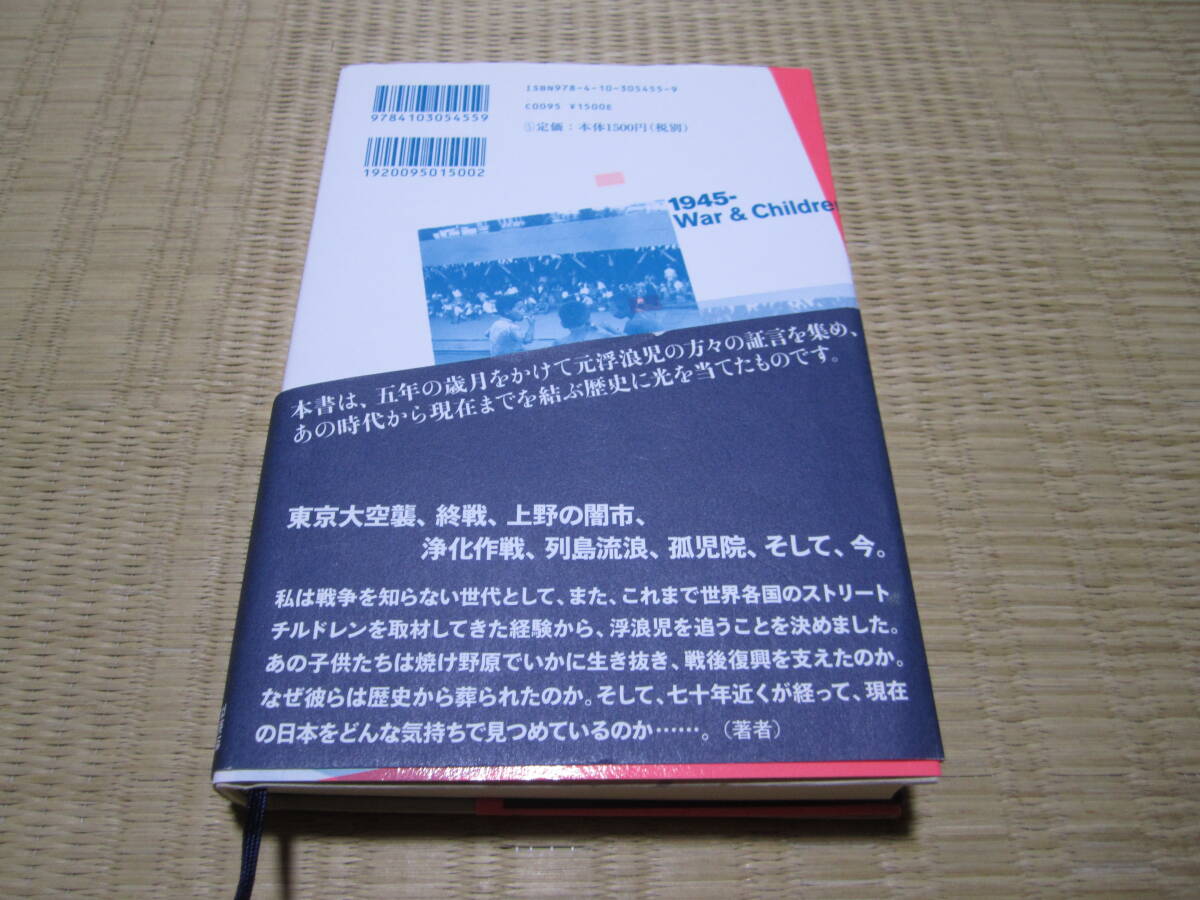 ISBN978-4-10-305455-9
C0095 ¥1500E
⑤定価：本体1500円（税別）
9784103054559
1920095015002
1945-
War & Children
本書は、五年の歳月をかけて元浮浪児の方々の証言を集め、
あの時代から現在までを結ぶ歴史に光を当てたものです。
東京大空襲、終戦、上野の闇市、
浄化作戦、列島流浪、孤児院、そして、今。
私は戦争を知らない世代として、また、これまで世界各国のストリート
チルドレンを取材してきた経験から、浮浪児を追うことを決めました。
あの子供たちは焼け野原でいかに生き抜き、戦後復興を支えたのか。
なぜ彼らは歴史から葬られたのか。そして、七十年近くが経って、現在
の日本をどんな気持ちで見つめているのか……。（著者）